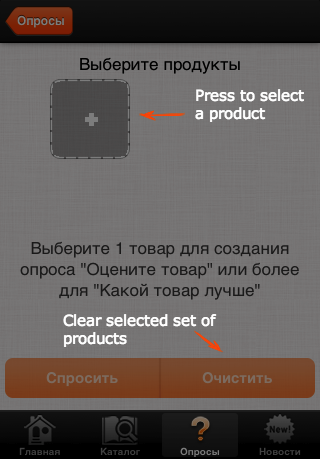 Опросы
Выберите продукты
Press to select
a product
Выберите 1 товар для создания
опроса "Оцените товар" или более
для "Какой товар лучше"
Clear selected set of
products
Спросить Очистить
New!
Главная Каталог Опросы Новости